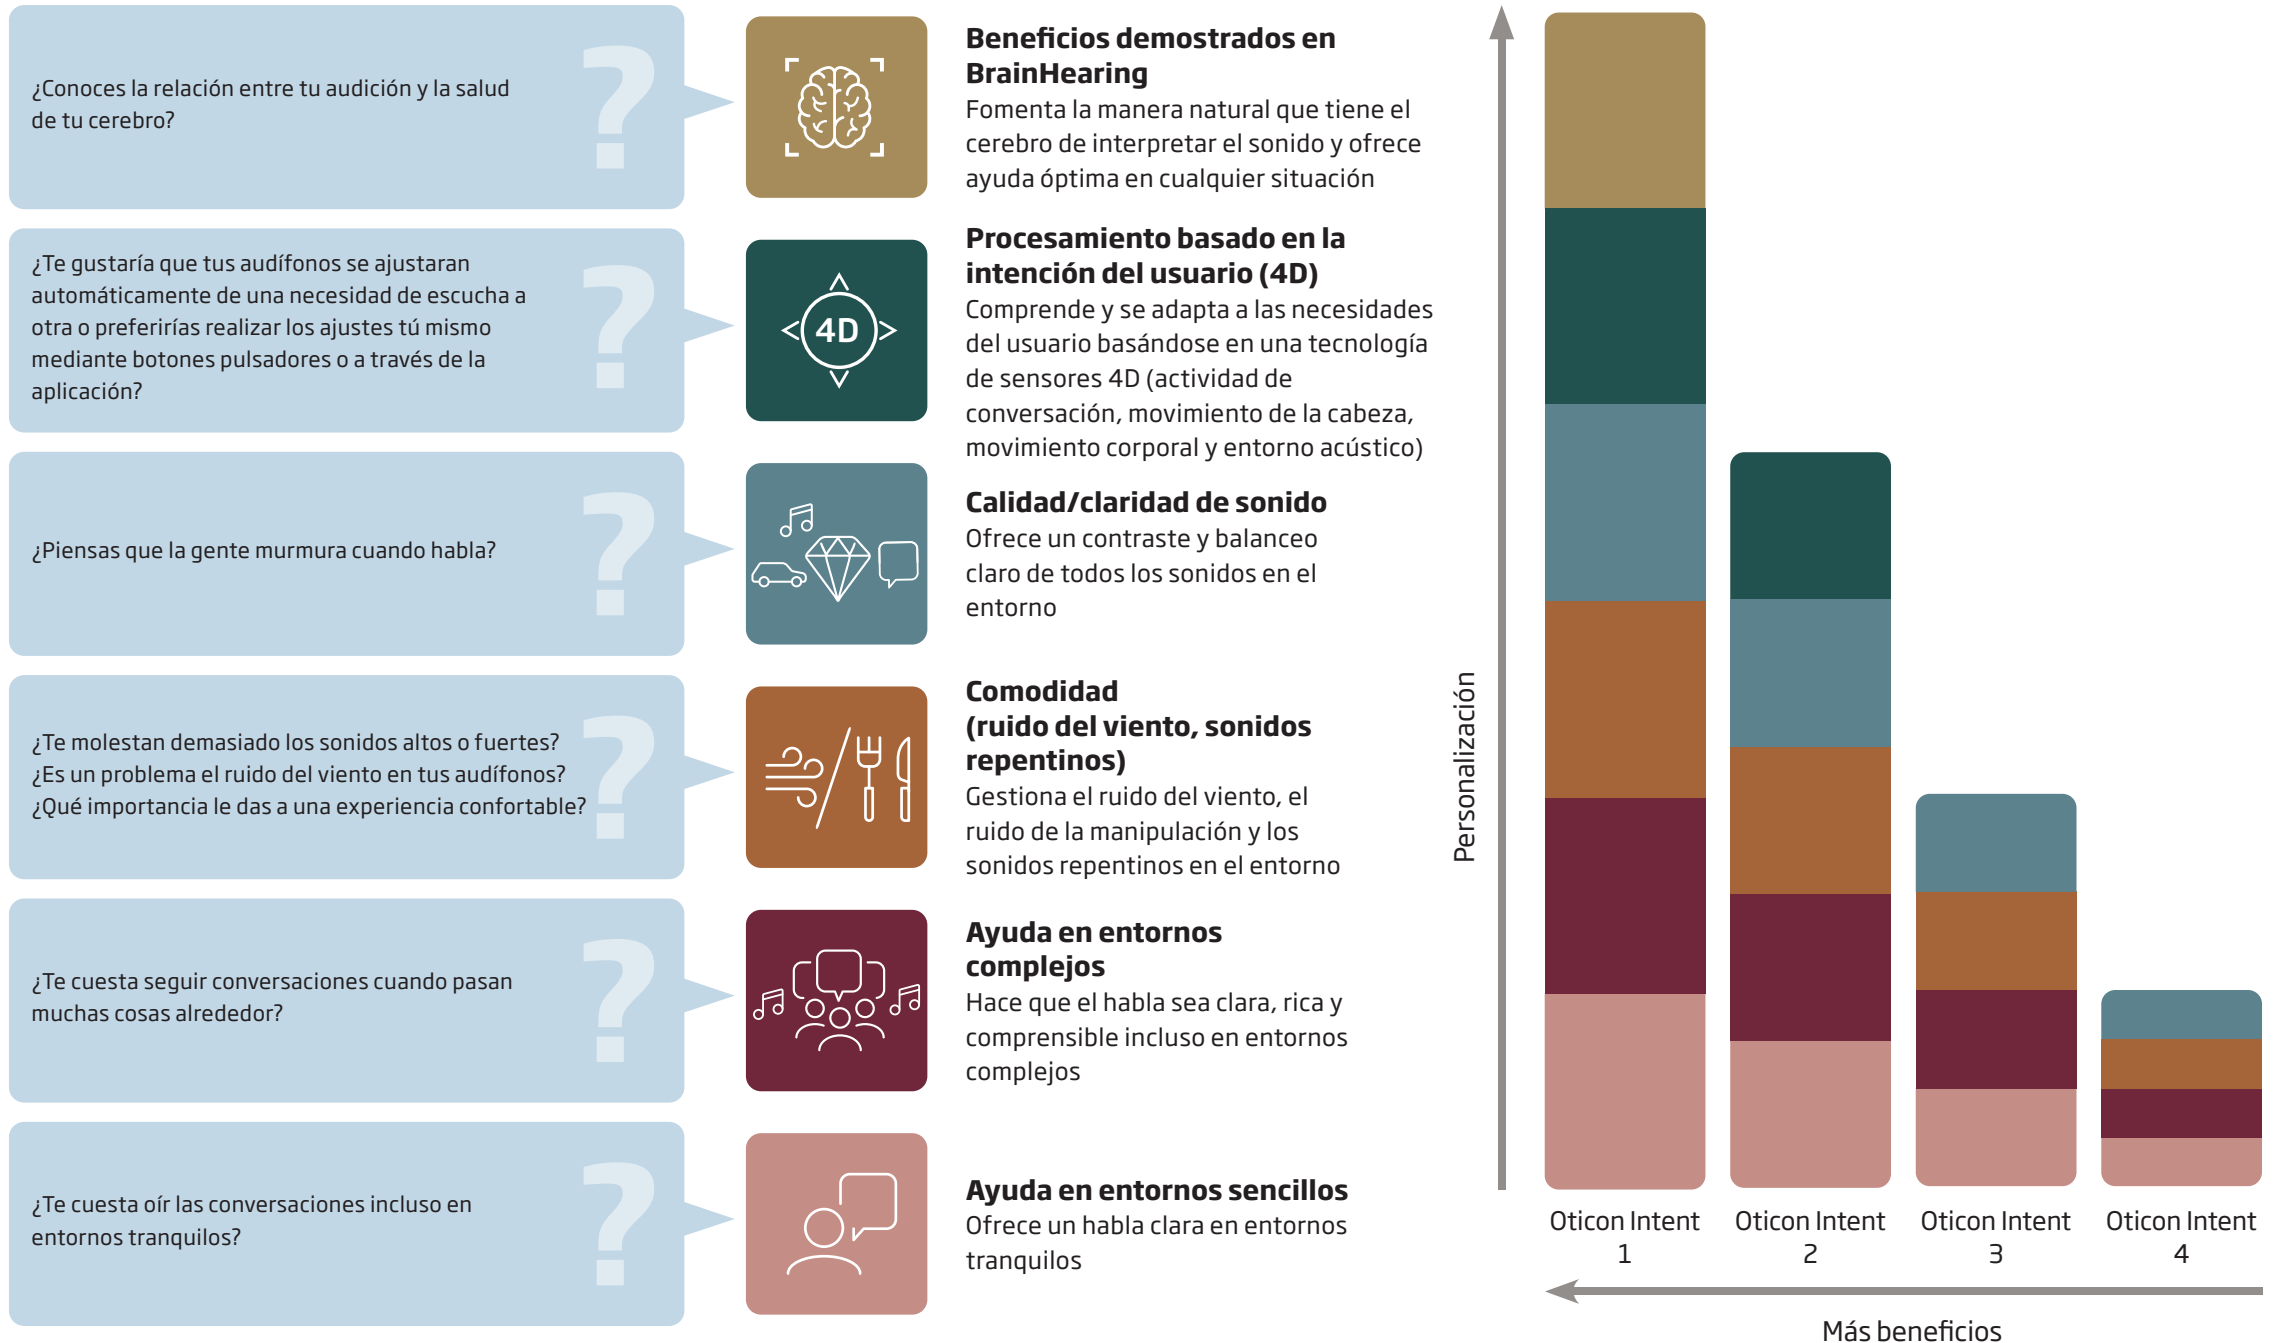 ¿Conoces la relación entre tu audición y la salud
de tu cerebro?
?
Beneficios demostrados en
BrainHearing
Fomenta la manera natural que tiene el
cerebro de interpretar el sonido y ofrece
ayuda óptima en cualquier situación
¿Te gustaría que tus audífonos se ajustaran
automáticamente de una necesidad de escucha a
otra o preferirías realizar los ajustes tú mismo
mediante botones pulsadores o a través de la
aplicación?
?
4D
Procesamiento basado en la
intención del usuario (4D)
Comprende y se adapta a las necesidades
del usuario basándose en una tecnología
de sensores 4D (actividad de
conversación, movimiento de la cabeza,
movimiento corporal y entorno acústico)
¿Piensas que la gente murmura cuando habla?
?
Calidad/claridad de sonido
Ofrece un contraste y balanceo
claro de todos los sonidos en el
entorno
¿Te molestan demasiado los sonidos altos o fuertes?
¿Es un problema el ruido del viento en tus audífonos?
¿Qué importancia le das a una experiencia confortable?
?
Comodidad
(ruido del viento, sonidos
repentinos)
Gestiona el ruido del viento, el
ruido de la manipulación y los
sonidos repentinos en el entorno
¿Te cuesta seguir conversaciones cuando pasan
muchas cosas alrededor?
?
Ayuda en entornos
complejos
Hace que el habla sea clara, rica y
comprensible incluso en entornos
complejos
¿Te cuesta oír las conversaciones incluso en
entornos tranquilos?
?
Ayuda en entornos sencillos
Ofrece un habla clara en entornos
tranquilos
Personalización
Oticon Intent
1
Oticon Intent
2
Oticon Intent
3
Oticon Intent
4
Más beneficios